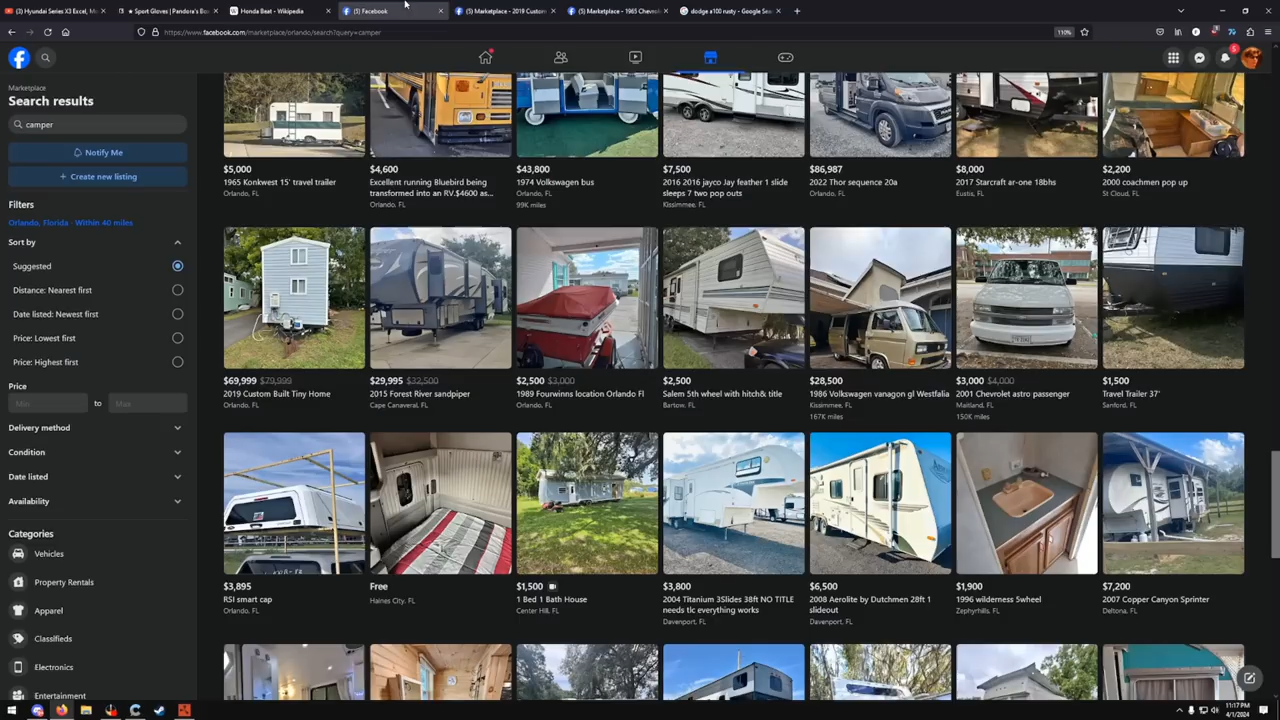 (3) Hyundai Series X3 Excel, Mo
★ Sport Gloves | Pandora's Bo
Honda Beat - Wikipedia
(5) Facebook
(5) Marketplace - 2019 Custom
(5) Marketplace - 1965 Chevrol
dodge a100 rusty - Google Sea
https://www.facebook.com/marketplace/orlando/search?query=camper
110%
5
Marketplace
Search results
camper
Notify Me
+ Create new listing
Filters
Orlando, Florida · Within 40 miles
Sort by
Suggested
Distance: Nearest first
Date listed: Newest first
Price: Lowest first
Price: Highest first
Price
Min
to
Max
Delivery method
Condition
Date listed
Availability
Categories
Vehicles
Property Rentals
Apparel
Classifieds
Electronics
Entertainment
$5,000
1965 Konkwest 15' travel trailer
Orlando, FL
$4,600
Excellent running Bluebird being
transformed into an RV.$4600 as...
Orlando, FL
$43,800
1974 Volkswagen bus
Orlando, FL
99K miles
$7,500
2016 2016 jayco Jay feather 1 slide
sleeps 7 two pop outs
Kissimmee, FL
$86,987
2022 Thor sequence 20a
Orlando, FL
$8,000
2017 Starcraft ar-one 18bhs
Eustis, FL
$2,200
2000 coachmen pop up
St Cloud, FL
$69,999 $79,999
2019 Custom Built Tiny Home
Orlando, FL
$29,995 $32,500
2015 Forest River sandpiper
Cape Canaveral, FL
$2,500 $3,000
1989 Fourwinns location Orlando Fl
Orlando, FL
$2,500
Salem 5th wheel with hitch& title
Bartow, FL
$28,500
1986 Volkswagen vanagon gl Westfalia
Kissimmee, FL
167K miles
$3,000 $4,000
2001 Chevrolet astro passenger
Maitland, FL
150K miles
$1,500
Travel Trailer 37'
Sanford, FL
$3,895
RSI smart cap
Orlando, FL
Free
Haines City, FL
$1,500
1 Bed 1 Bath House
Center Hill, FL
$3,800
2004 Titanium 3Slides 38ft NO TITLE
needs tlc everything works
Davenport, FL
$6,500
2008 Aerolite by Dutchmen 28ft 1
slideout
Davenport, FL
$1,900
1996 wilderness 5wheel
Zephyrhills, FL
$7,200
2007 Copper Canyon Sprinter
Deltona, FL
11:17 PM
4/1/2024